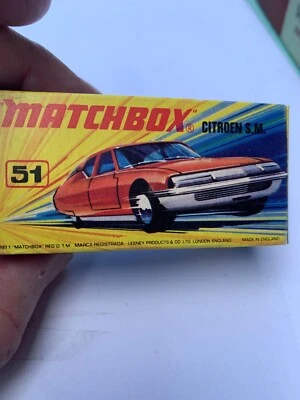 MATCHBOX" ® CITROEN S.M.
51
"MATCHBOX" REG'D T.M. MARCA REGISTRADA LESNEY PRODUCTS & CO. LTD. LONDON ENGLAND MADE IN ENGLAND